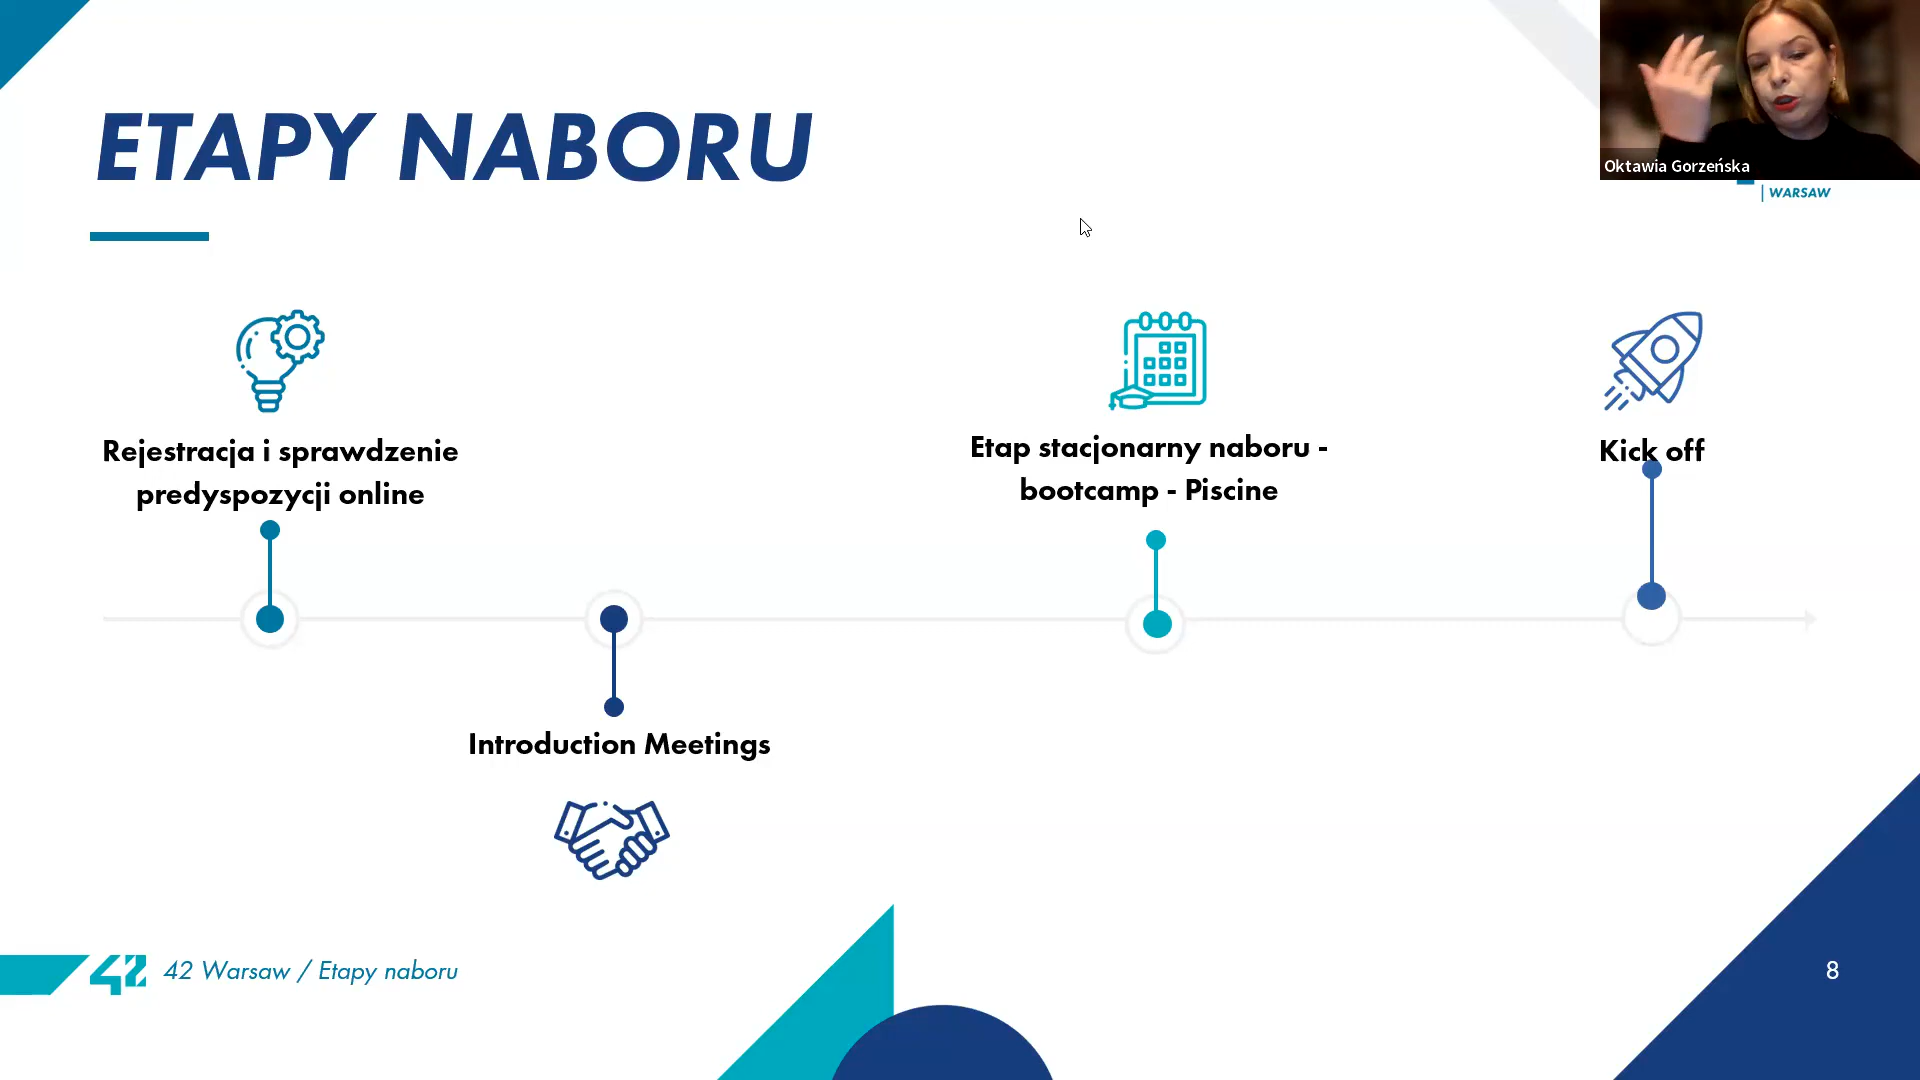 ETAPY NABORU
Oktawia Gorzeńska
| WARSAW
Rejestracja i sprawdzenie
predyspozycji online
Etap stacjonarny naboru -
bootcamp - Piscine
Kick off
Introduction Meetings
42 42 Warsaw / Etapy naboru
8